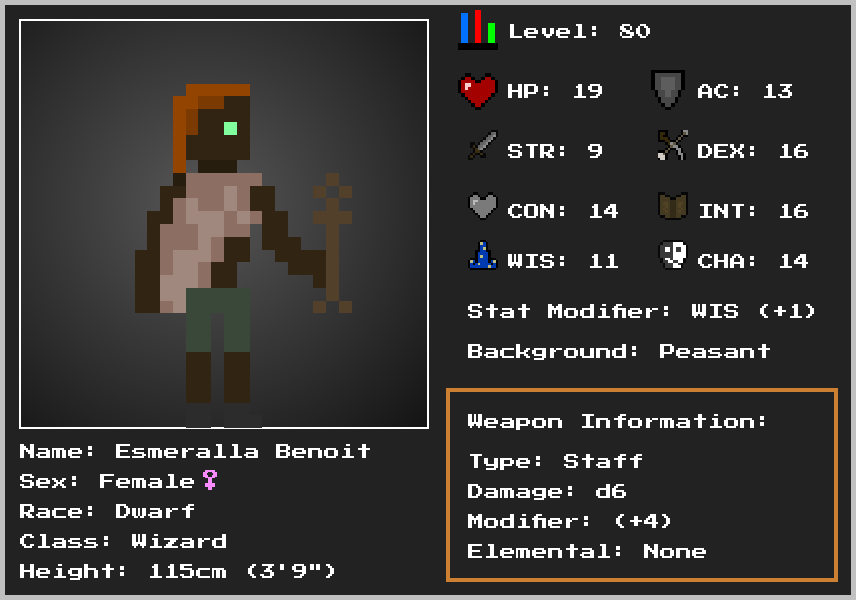 Level: 80
HP: 19 AC: 13
STR: 9 DEX: 16
CON: 14 INT: 16
WIS: 11 CHA: 14
Stat Modifier: WIS (+1)
Background: Peasant
Weapon Information:
Type: Staff
Damage: d6
Modifier: (+4)
Elemental: None
Name: Esmeralla Benoit
Sex: Female♀
Race: Dwarf
Class: Wizard
Height: 115cm (3'9")